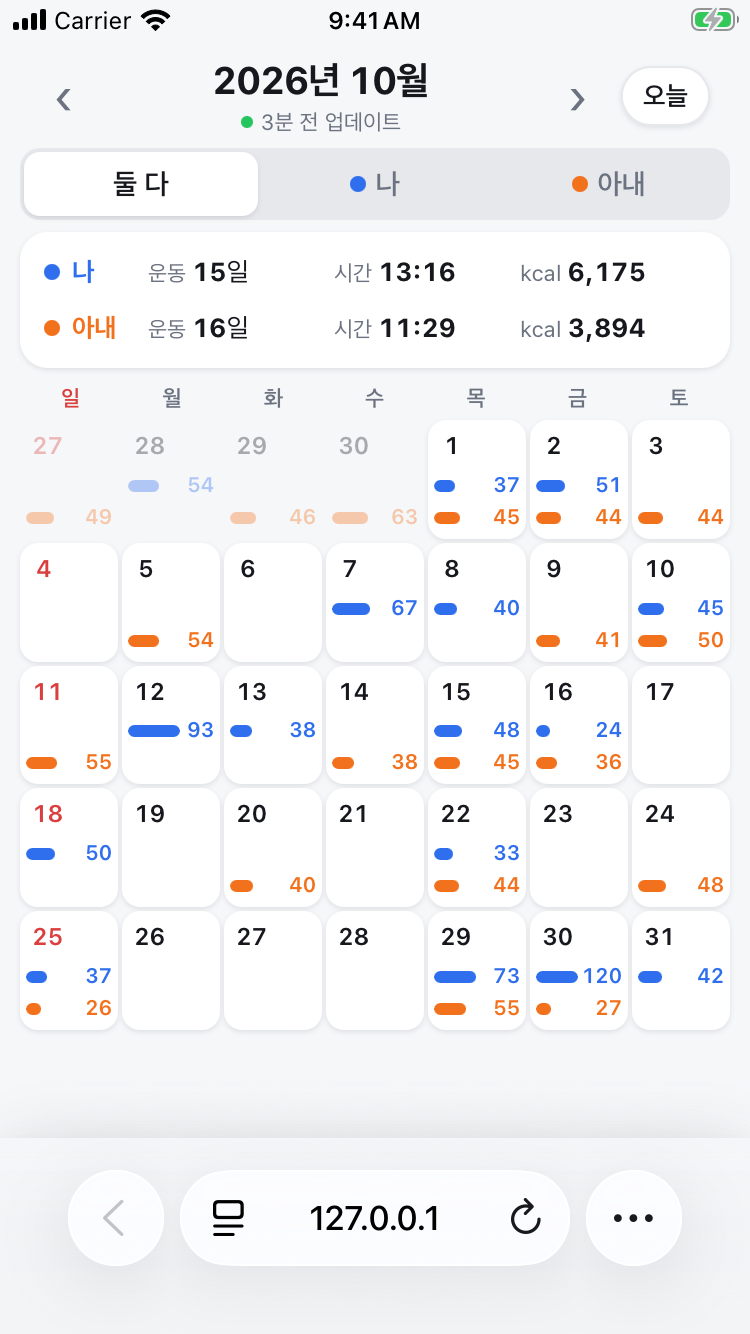 Carrier 9:41 AM
2026년 10월
3분 전 업데이트
오늘
둘 다 나 아내
나 운동 15일 시간 13:16 kcal 6,175
아내 운동 16일 시간 11:29 kcal 3,894
일 월 화 수 목 금 토
27 28 29 30 1 2 3
54 37 51
49 46 63 45 44 44
4 5 6 7 8 9 10
67 40 45
54 41 50
11 12 13 14 15 16 17
93 38 48 24
55 38 45 36
18 19 20 21 22 23 24
50 33
40 44 48
25 26 27 28 29 30 31
37 73 120 42
26 55 27
127.0.0.1